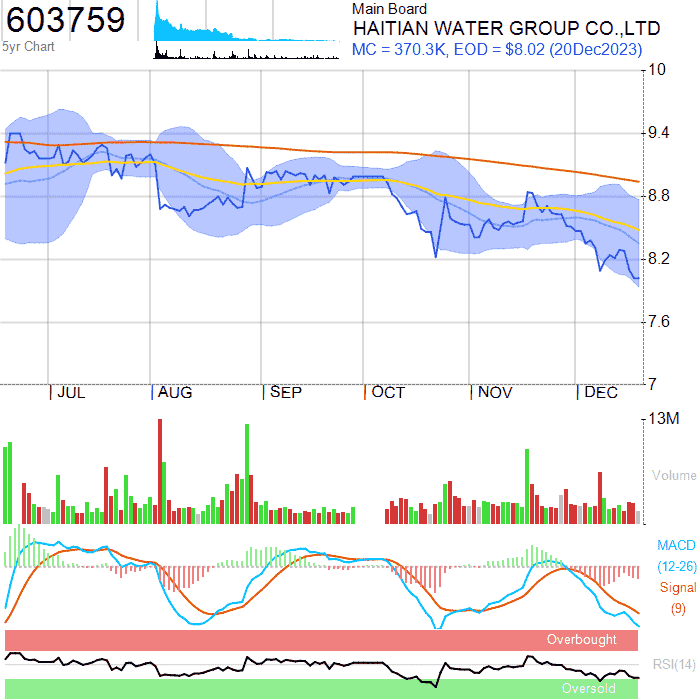 603759
5yr Chart
Main Board
HAITIAN WATER GROUP CO.,LTD
MC = 370.3K, EOD = $8.02 (20Dec2023)
10
9.4
8.8
8.2
7.6
7
JUL AUG SEP OCT NOV DEC
13M
Volume
MACD
(12-26)
Signal
(9)
Overbought
RSI(14)
Oversold